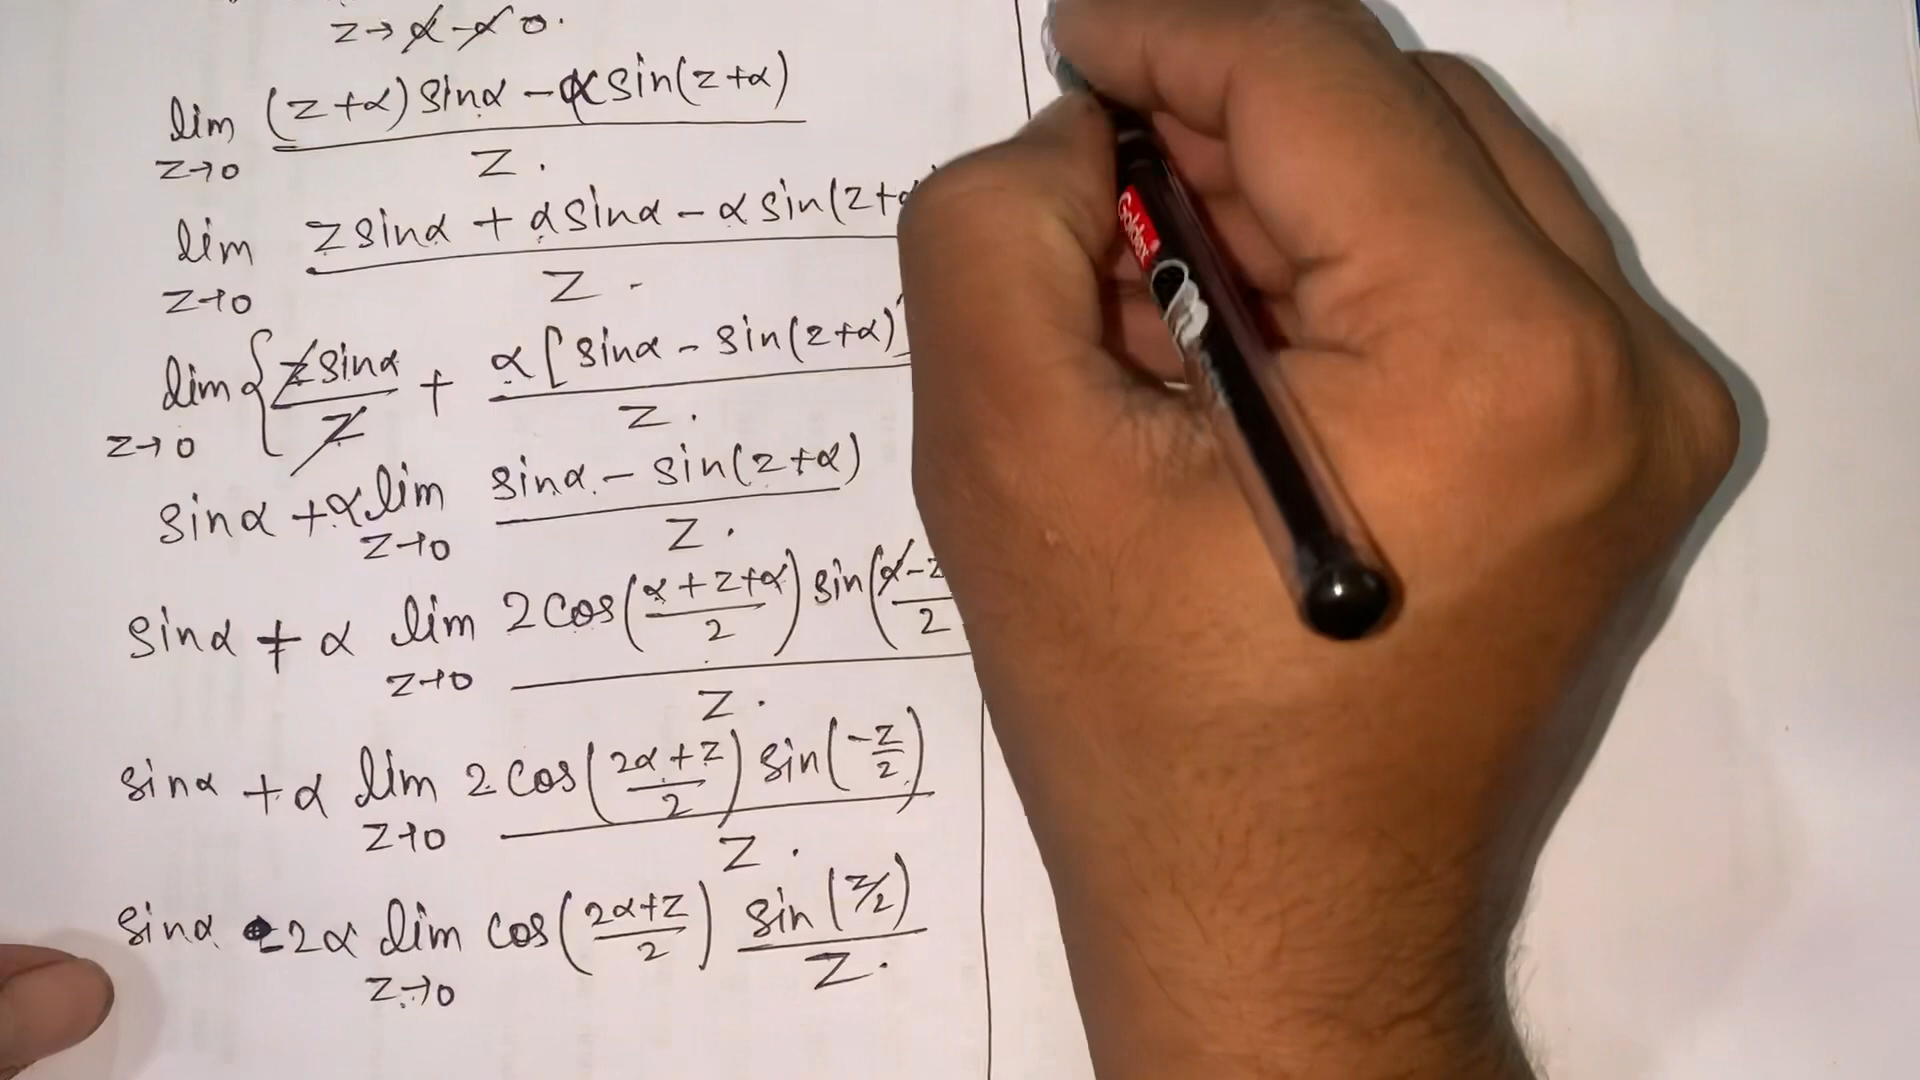 z→α-α 0.
lim (z+α) sinα - α sin(z+α)
z→0 z.
lim z sinα + α sinα - α sin(z+
z→0 z.
lim { z sinα / z + α [ sinα - sin(z+α)
z→0 z.
sinα + α lim sinα - sin(z+α)
z→0 z.
sinα + α lim 2 cos(α+z+α / 2) sin(α-z / 2
z→0 z.
sinα + α lim 2 cos(2α+z / 2) sin(-z/2)
z→0 z.
sinα - 2α lim cos(2α+z / 2) sin(z/2)
z→0 z.
Goldex